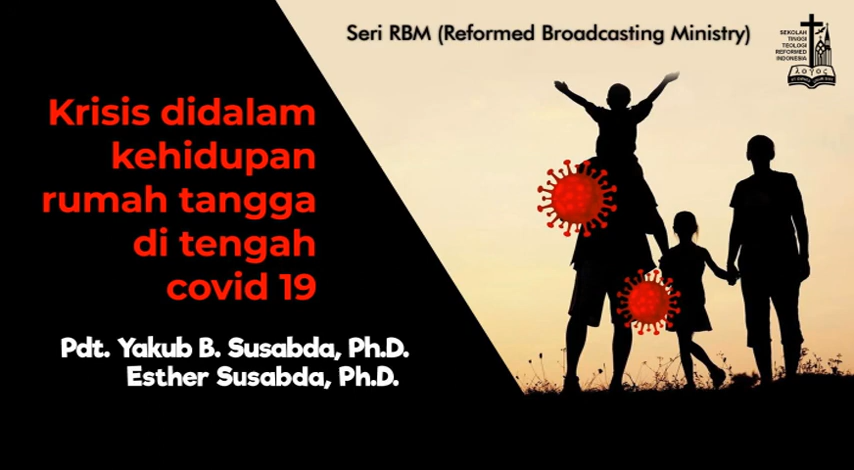 Seri RBM (Reformed Broadcasting Ministry)
SEKOLAH
TINGGI
TEOLOGI
REFORMED
INDONESIA
λογος
Krisis didalam
kehidupan
rumah tangga
di tengah
covid 19
Pdt. Yakub B. Susabda, Ph.D.
Esther Susabda, Ph.D.